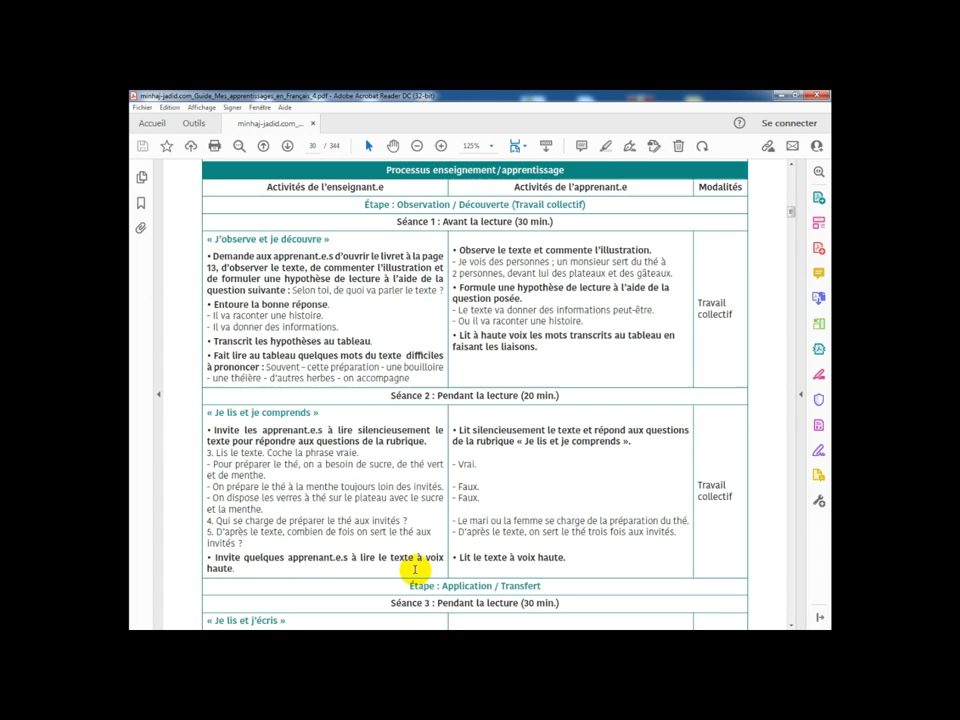 minhaj-jadid.com_Guide_Mes_apprentissages_en_Français_4.pdf - Adobe Acrobat Reader DC (32-bit)
Fichier Edition Affichage Signer Fenêtre Aide
Accueil Outils minhaj-jadid.com_... × Se connecter
30 / 344 125%
Processus enseignement/apprentissage
Activités de l'enseignant.e Activités de l'apprenant.e Modalités
Étape : Observation / Découverte (Travail collectif)
Séance 1 : Avant la lecture (30 min.)
« J'observe et je découvre »
• Demande aux apprenant.e.s d'ouvrir le livret à la page
13, d'observer le texte, de commenter l'illustration et
de formuler une hypothèse de lecture à l'aide de la
question suivante : Selon toi, de quoi va parler le texte ?
• Entoure la bonne réponse.
- Il va raconter une histoire.
- Il va donner des informations.
• Transcrit les hypothèses au tableau.
• Fait lire au tableau quelques mots du texte difficiles
à prononcer : Souvent – cette préparation - une bouilloire
- une théière - d'autres herbes - on accompagne
• Observe le texte et commente l'illustration.
- Je vois des personnes ; un monsieur sert du thé à
2 personnes, devant lui des plateaux et des gâteaux.
• Formule une hypothèse de lecture à l'aide de la
question posée.
- Le texte va donner des informations peut-être.
- Ou il va raconter une histoire.
• Lit à haute voix les mots transcrits au tableau en
faisant les liaisons.
Travail
collectif
Séance 2 : Pendant la lecture (20 min.)
« Je lis et je comprends »
• Invite les apprenant.e.s à lire silencieusement le
texte pour répondre aux questions de la rubrique.
3. Lis le texte. Coche la phrase vraie.
- Pour préparer le thé, on a besoin de sucre, de thé vert
et de menthe.
- On prépare le thé à la menthe toujours loin des invités.
- On dispose les verres à thé sur le plateau avec le sucre
et la menthe.
4. Qui se charge de préparer le thé aux invités ?
5. D'après le texte, combien de fois on sert le thé aux
invités ?
• Invite quelques apprenant.e.s à lire le texte à voix
haute.
• Lit silencieusement le texte et répond aux questions
de la rubrique « Je lis et je comprends ».
- Vrai.
- Faux.
- Faux.
- Le mari ou la femme se charge de la préparation du thé.
- D'après le texte, on sert le thé trois fois aux invités.
• Lit le texte à voix haute.
Travail
collectif
Étape : Application / Transfert
Séance 3 : Pendant la lecture (30 min.)
« Je lis et j'écris »